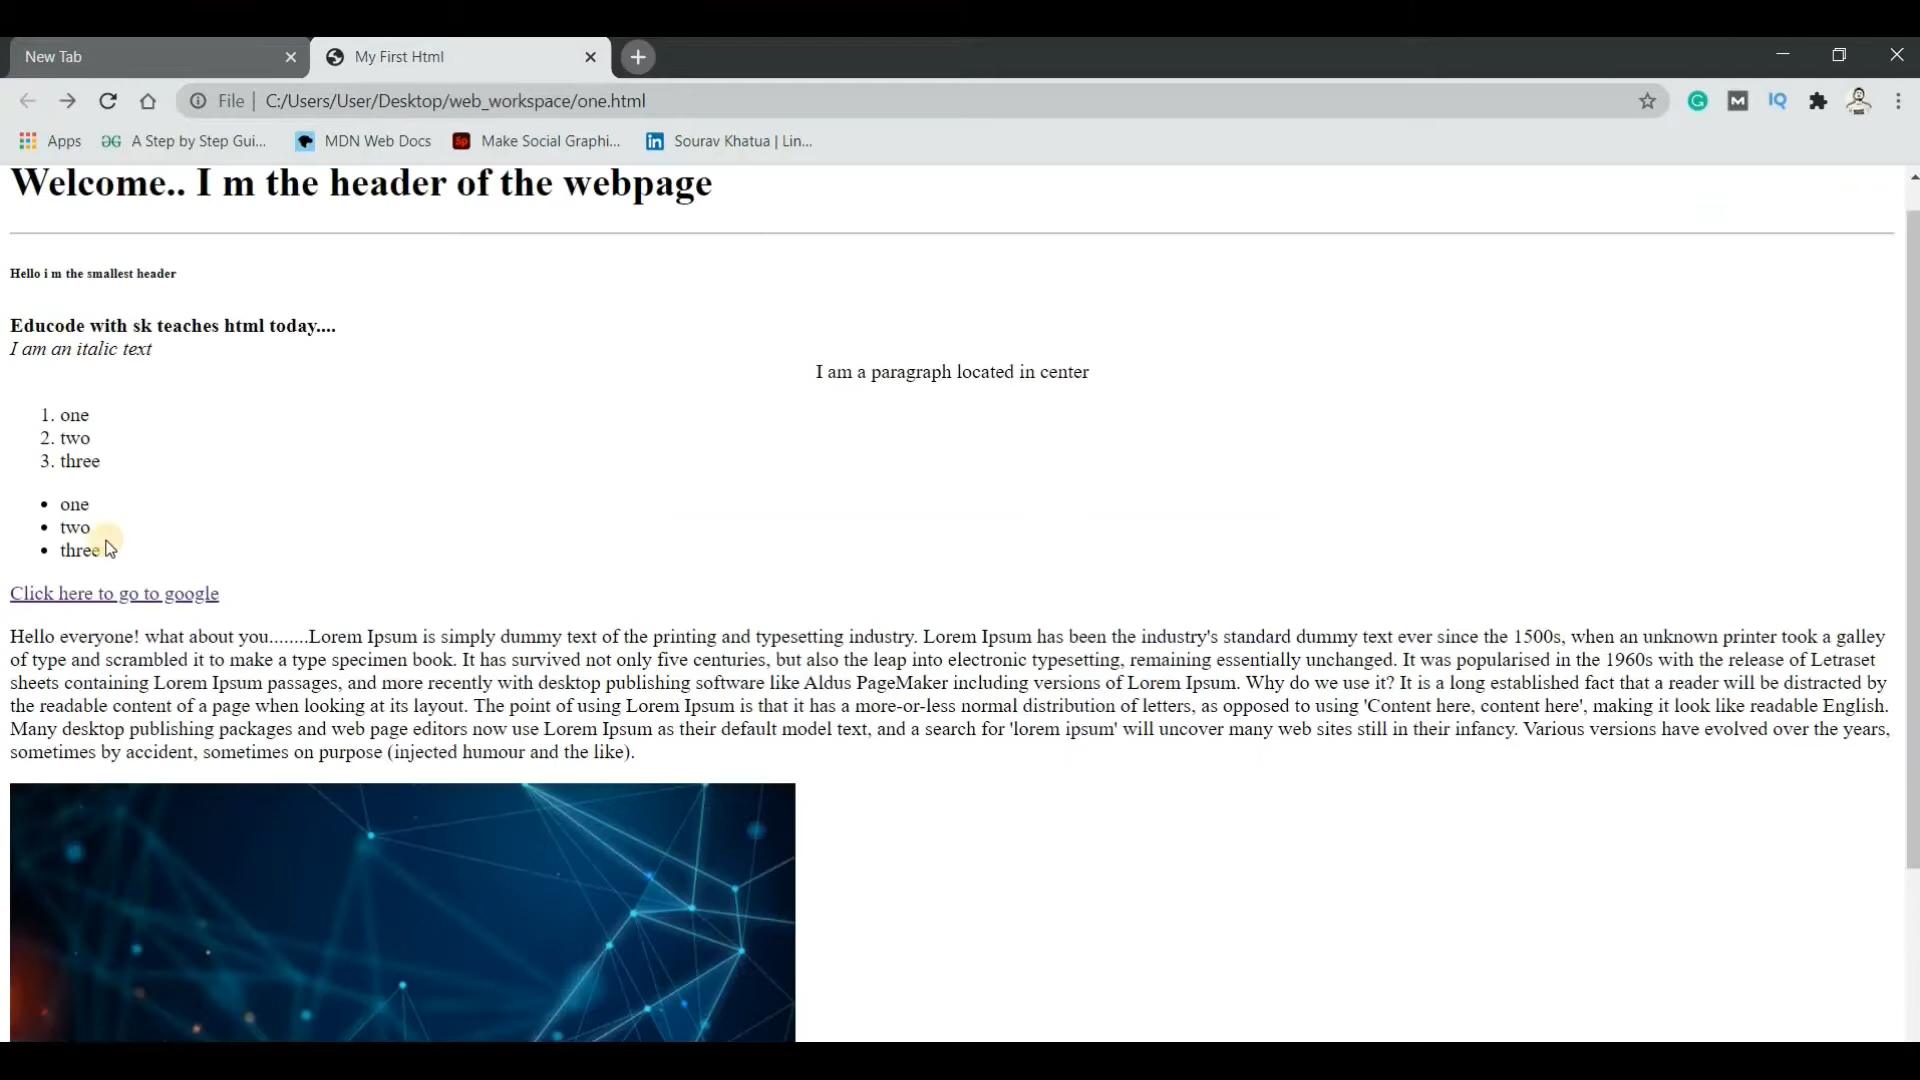 New Tab
My First Html
File
C:/Users/User/Desktop/web_workspace/one.html
Apps
A Step by Step Gui...
MDN Web Docs
Make Social Graphi...
Sourav Khatua | Lin...
Welcome.. I m the header of the webpage
Hello i m the smallest header
Educode with sk teaches html today....
I am an italic text
I am a paragraph located in center
1. one
2. two
3. three
• one
• two
• three
Click here to go to google
Hello everyone! what about you........Lorem Ipsum is simply dummy text of the printing and typesetting industry. Lorem Ipsum has been the industry's standard dummy text ever since the 1500s, when an unknown printer took a galley
of type and scrambled it to make a type specimen book. It has survived not only five centuries, but also the leap into electronic typesetting, remaining essentially unchanged. It was popularised in the 1960s with the release of Letraset
sheets containing Lorem Ipsum passages, and more recently with desktop publishing software like Aldus PageMaker including versions of Lorem Ipsum. Why do we use it? It is a long established fact that a reader will be distracted by
the readable content of a page when looking at its layout. The point of using Lorem Ipsum is that it has a more-or-less normal distribution of letters, as opposed to using 'Content here, content here', making it look like readable English.
Many desktop publishing packages and web page editors now use Lorem Ipsum as their default model text, and a search for 'lorem ipsum' will uncover many web sites still in their infancy. Various versions have evolved over the years,
sometimes by accident, sometimes on purpose (injected humour and the like).